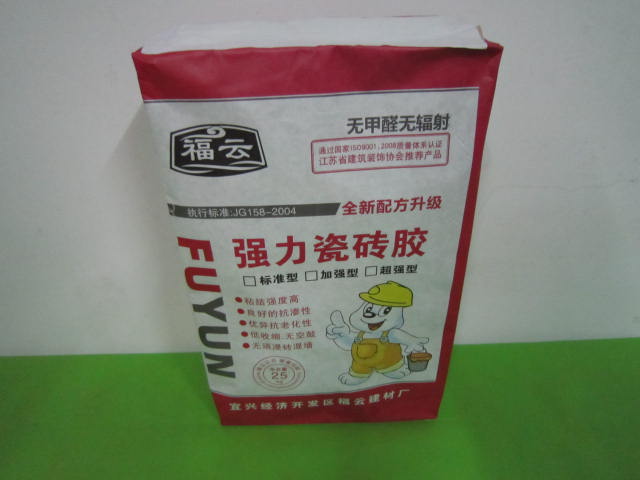 无甲醛无辐射
福云
通过国家ISO9001,2008质量体系认证
江苏省建筑装饰协会推荐产品
执行标准:JG158-2004
全新配方升级
FUYUN
强力瓷砖胶
□标准型 □加强型 □超强型
●粘结强度高
●良好的抗渗性
●优异抗老化性
●低收缩、无空鼓
●无须浸砖湿墙
25
宜兴经济开发区福云建材厂